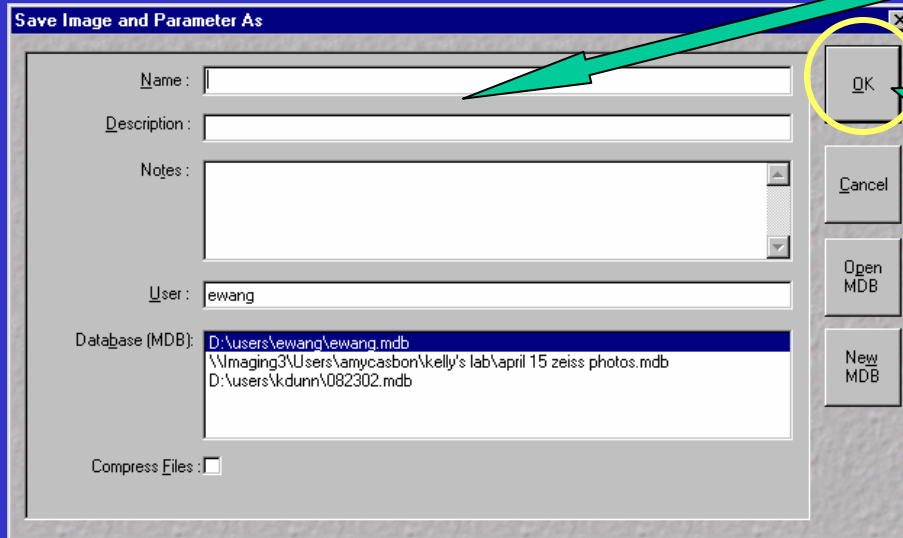 Save Image and Parameter As
Name :
Description :
Notes :
User : ewang
Database (MDB): D:\users\ewang\ewang.mdb
\\Imaging3\Users\amycasbon\kelly's lab\april 15 zeiss photos.mdb
D:\users\kdunn\082302.mdb
Compress Files :
OK
Cancel
Open
MDB
New
MDB